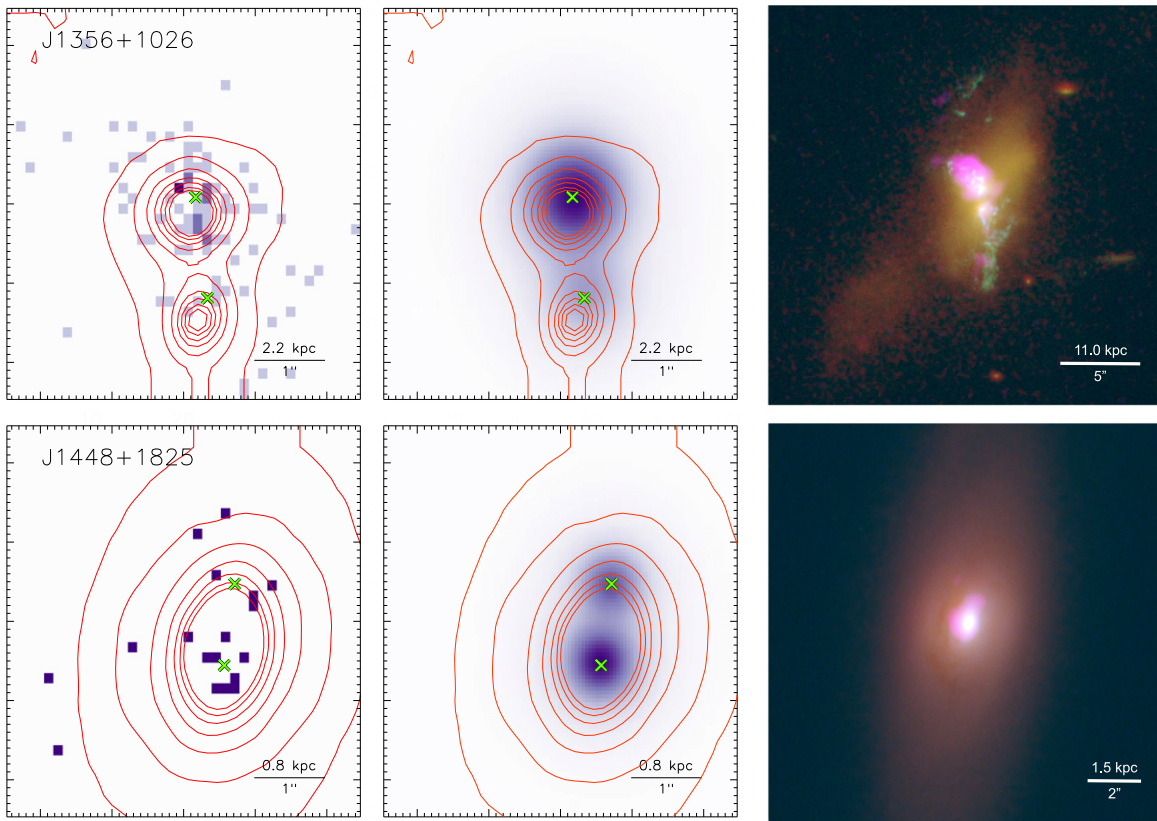 J1356+1026
2.2 kpc
1''
2.2 kpc
1''
11.0 kpc
5"
J1448+1825
0.8 kpc
1''
0.8 kpc
1''
1.5 kpc
2"